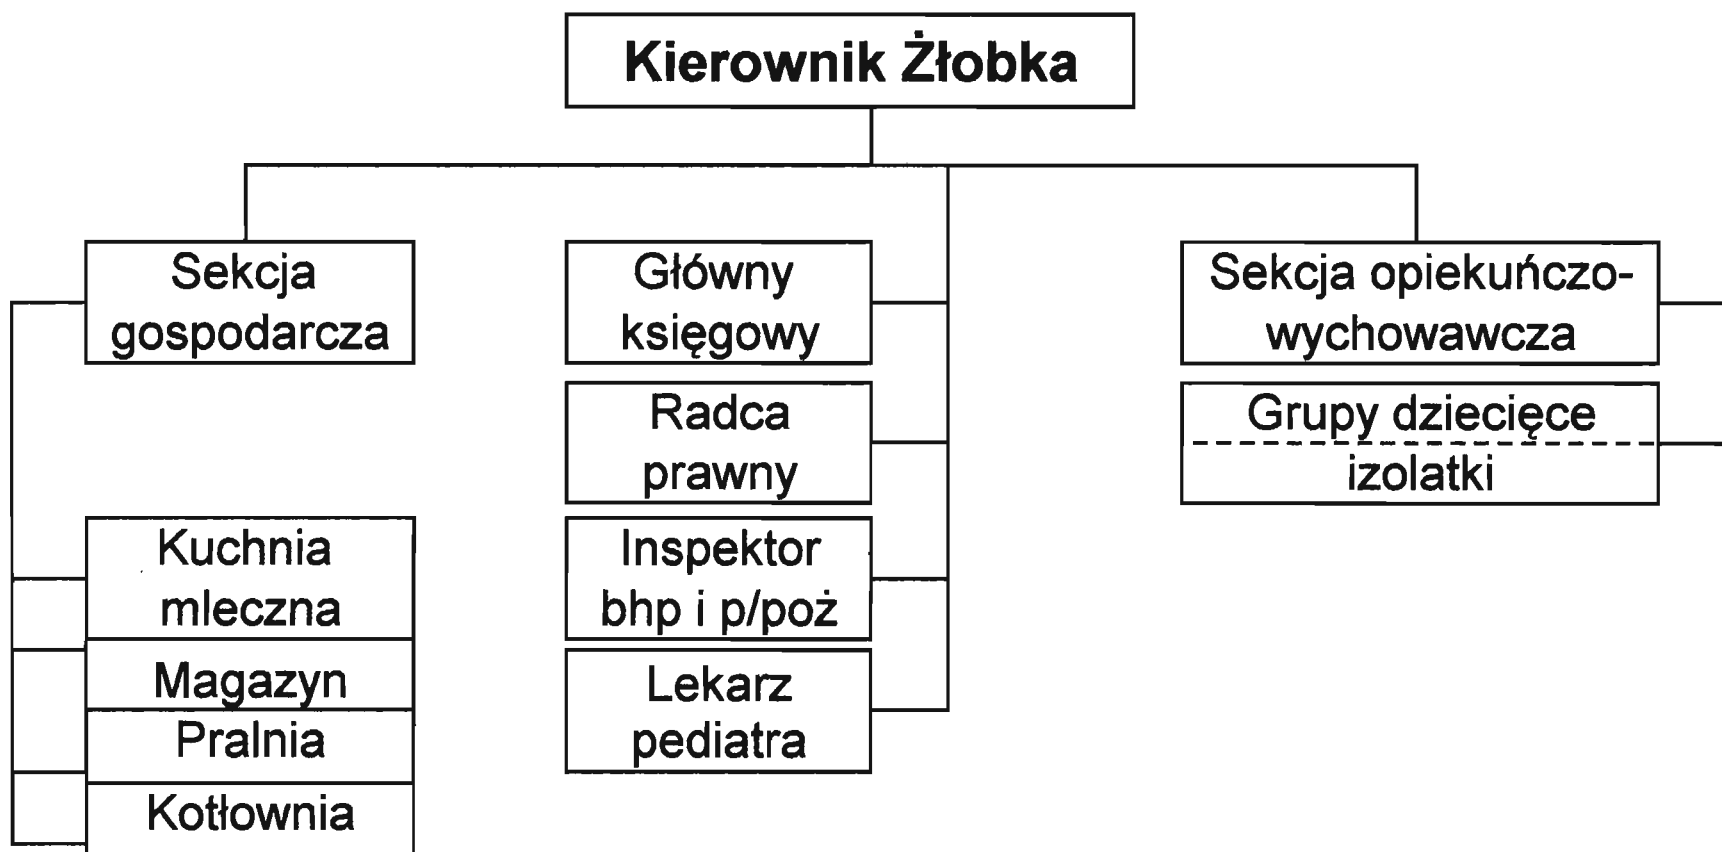 Kierownik Żłobka
Sekcja
gospodarcza
Kuchnia
mleczna
Magazyn
Pralnia
Kotłownia
Główny
księgowy
Radca
prawny
Inspektor
bhp i p/poż
Lekarz
pediatra
Sekcja opiekuńczo-
wychowawcza
Grupy dziecięce
izolatki